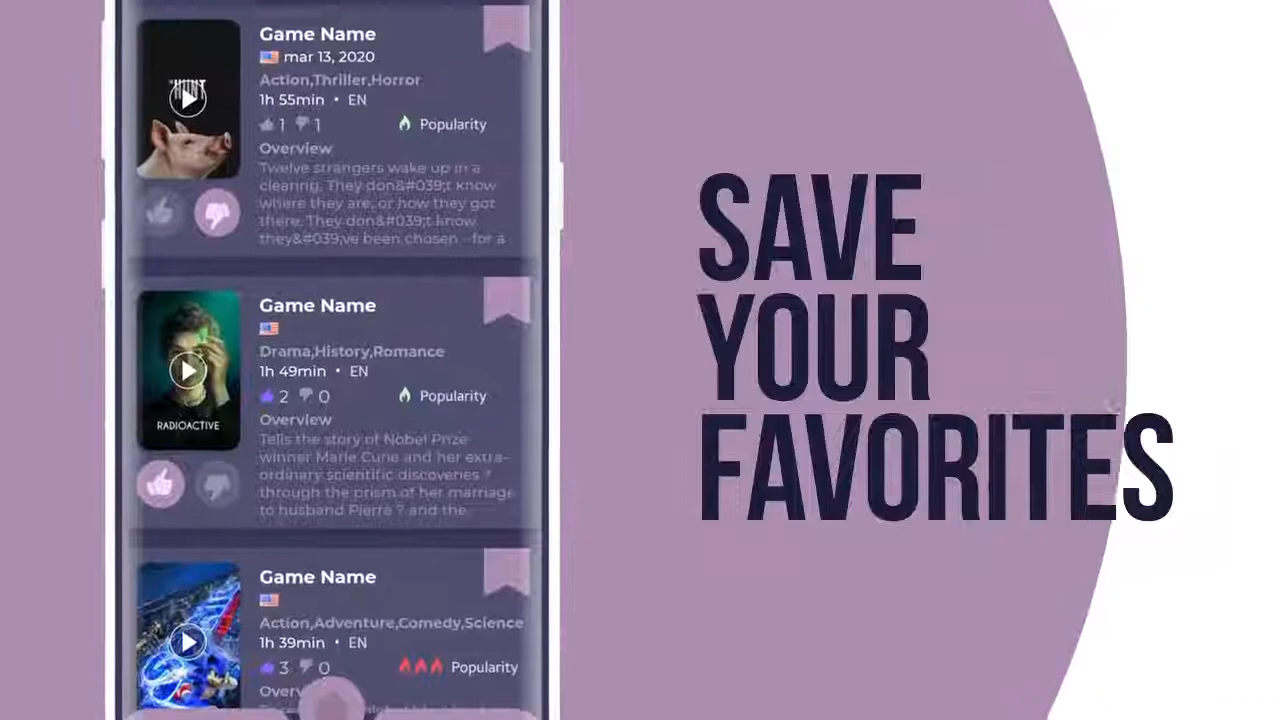 Game Name
mar 13, 2020
Action,Thriller,Horror
1h 55min • EN
1 1 Popularity
Overview
Twelve strangers wake up in a
clearing. They don&#039;t know
where they are, or how they got
there. They don&#039;t know
they&#039;ve been chosen - for a
HUNT
Game Name
Drama,History,Romance
1h 49min • EN
2 0 Popularity
Overview
Tells the story of Nobel Prize
winner Marie Curie and her extra-
ordinary scientific discoveries ?
through the prism of her marriage
to husband Pierre ? and the
RADIOACTIVE
Game Name
Action,Adventure,Comedy,Science
1h 39min • EN
3 0 Popularity
SAVE
YOUR
FAVORITES